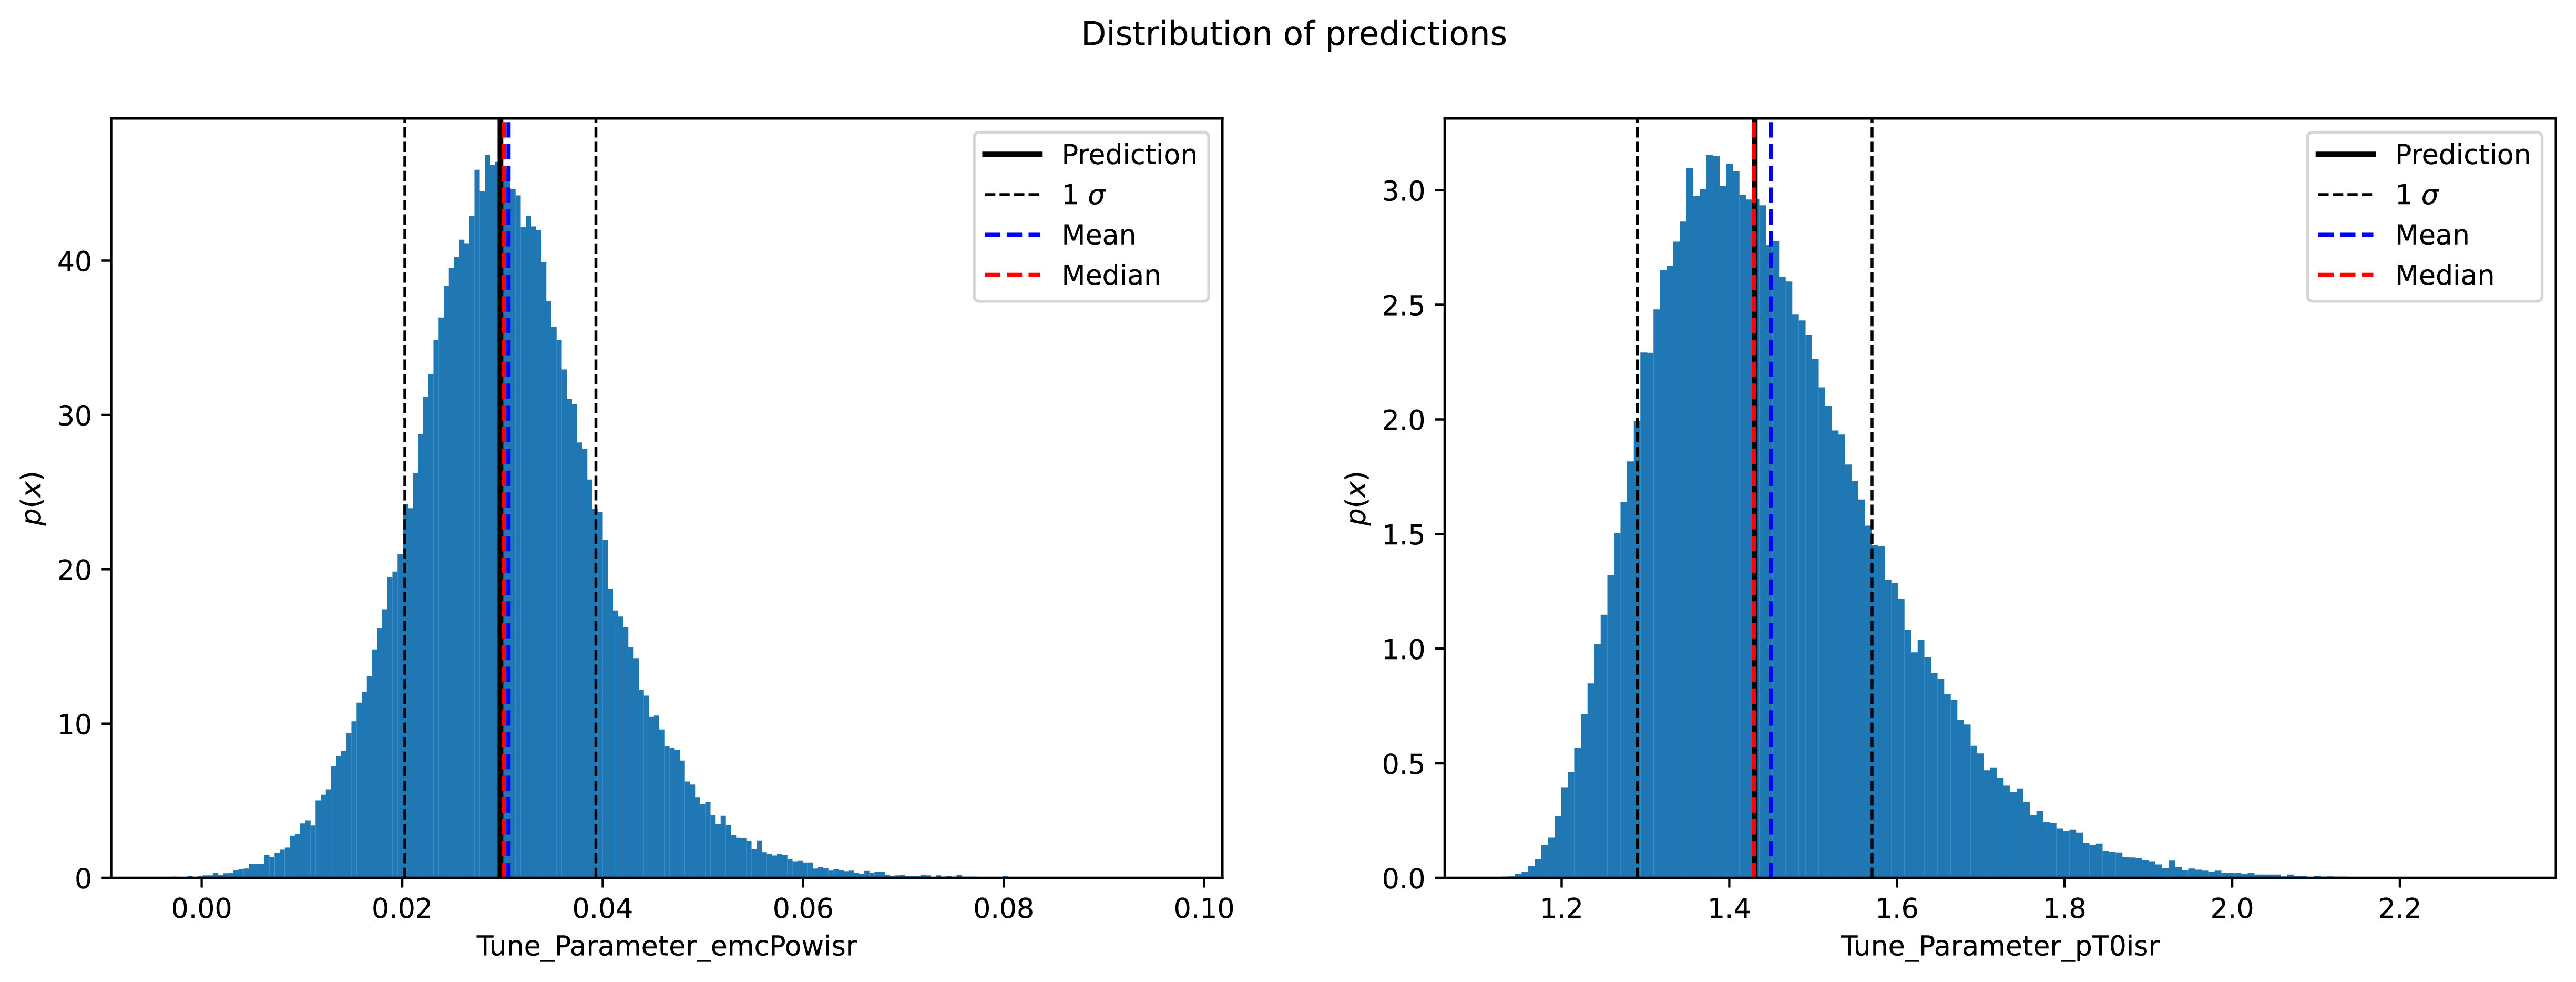 Distribution of predictions
Prediction
1 σ
Mean
Median
40
30
20
10
0
p(x)
0.00 0.02 0.04 0.06 0.08 0.10
Tune_Parameter_emcPowisr
Prediction
1 σ
Mean
Median
3.0
2.5
2.0
1.5
1.0
0.5
0.0
p(x)
1.2 1.4 1.6 1.8 2.0 2.2
Tune_Parameter_pT0isr